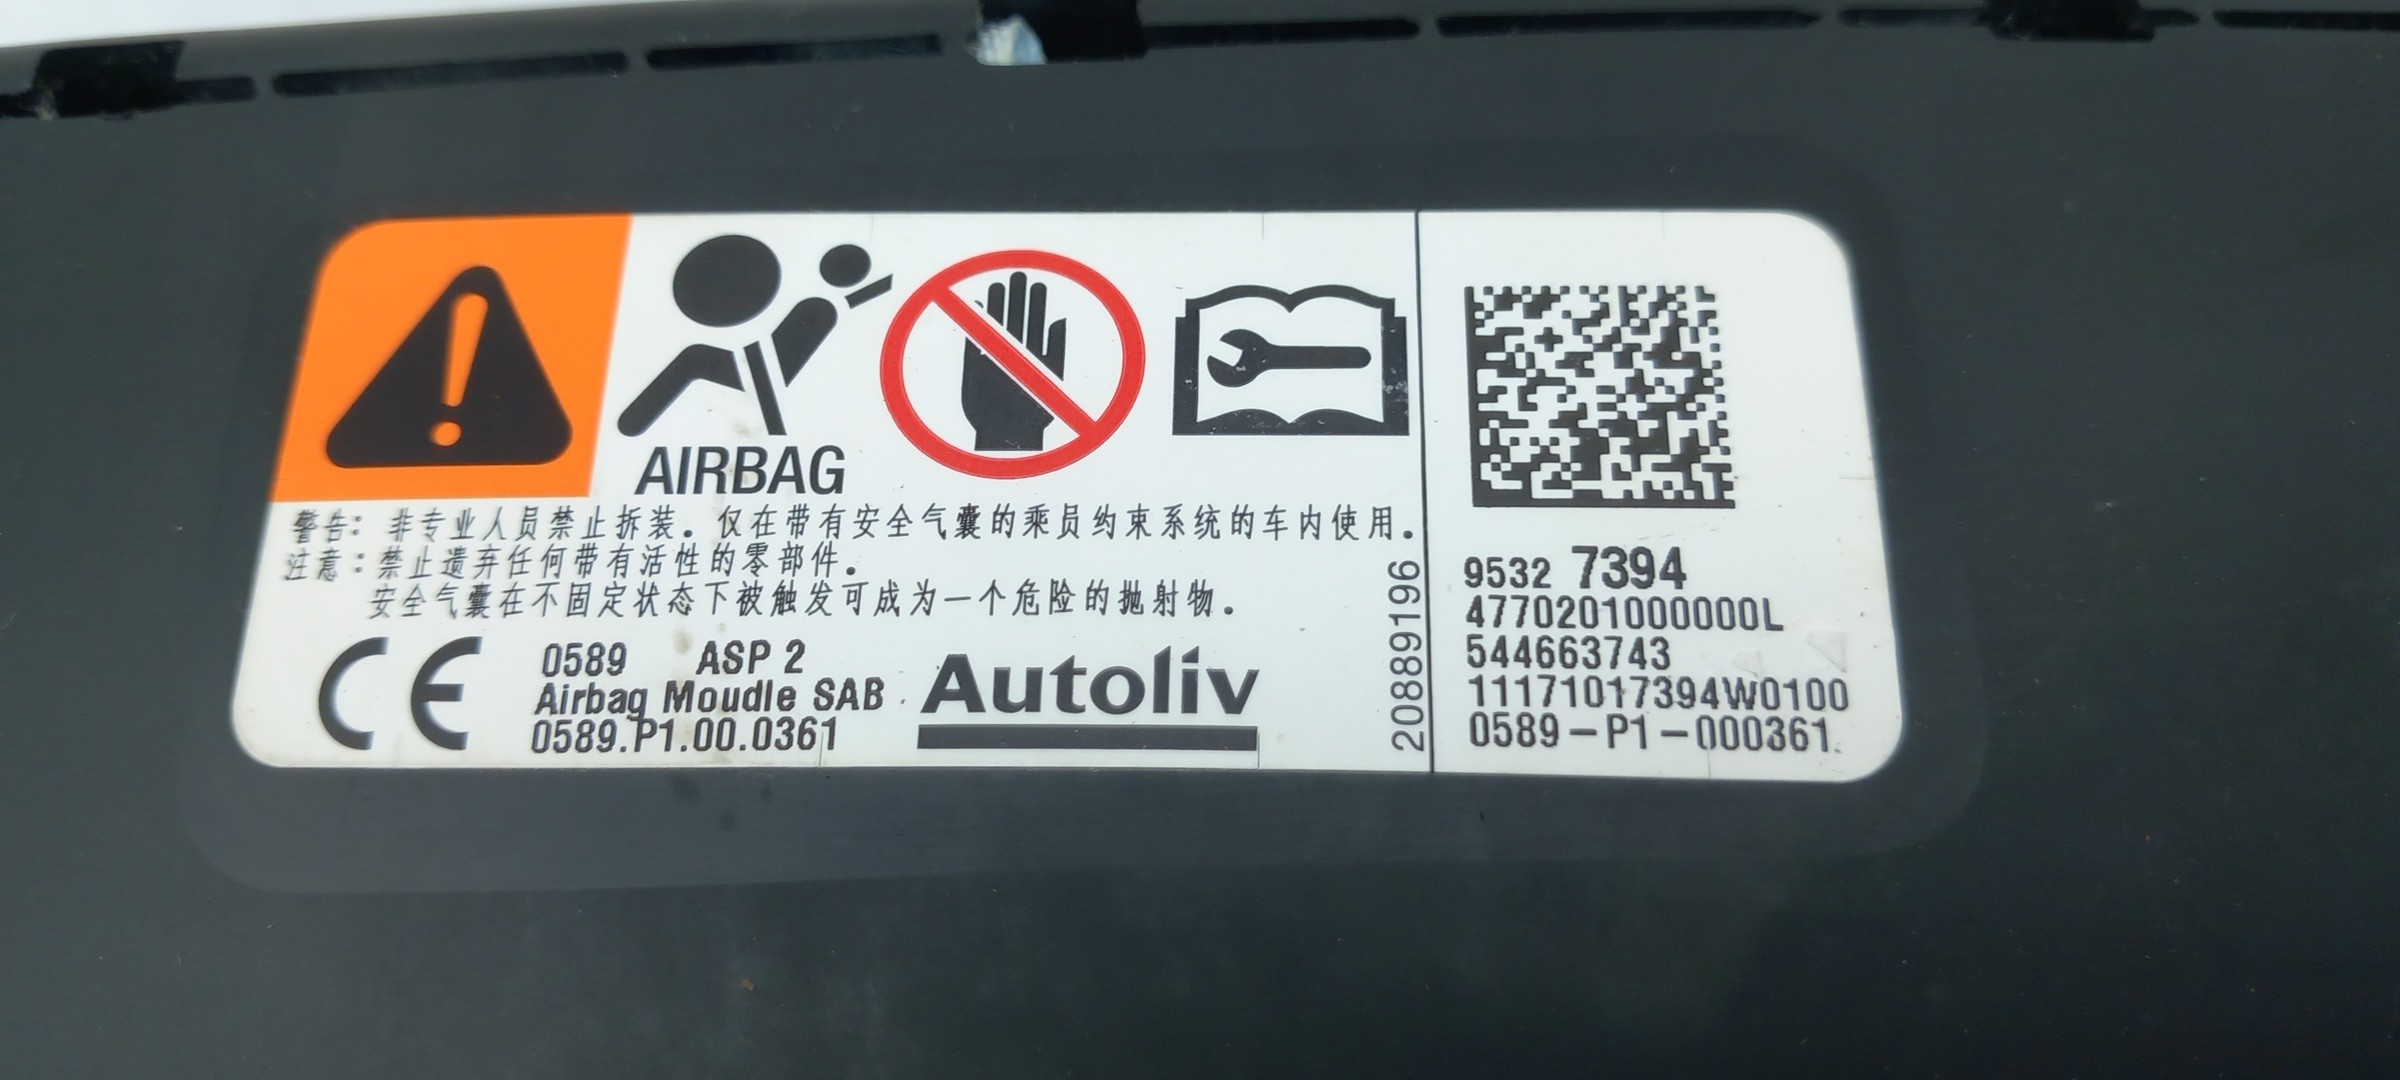 AIRBAG
警告：非专业人员禁止拆装。仅在带有安全气囊的乘员约束系统的车内使用。
注意：禁止遗弃任何带有活性的零部件。
安全气囊在不固定状态下被触发可成为一个危险的抛射物。
CE 0589 ASP 2
Airbag Moudle SAB
0589.P1.00.0361
Autoliv
208891196
9532 7394
4770201000000L
544663743
11171017394W0100
0589-P1-000361